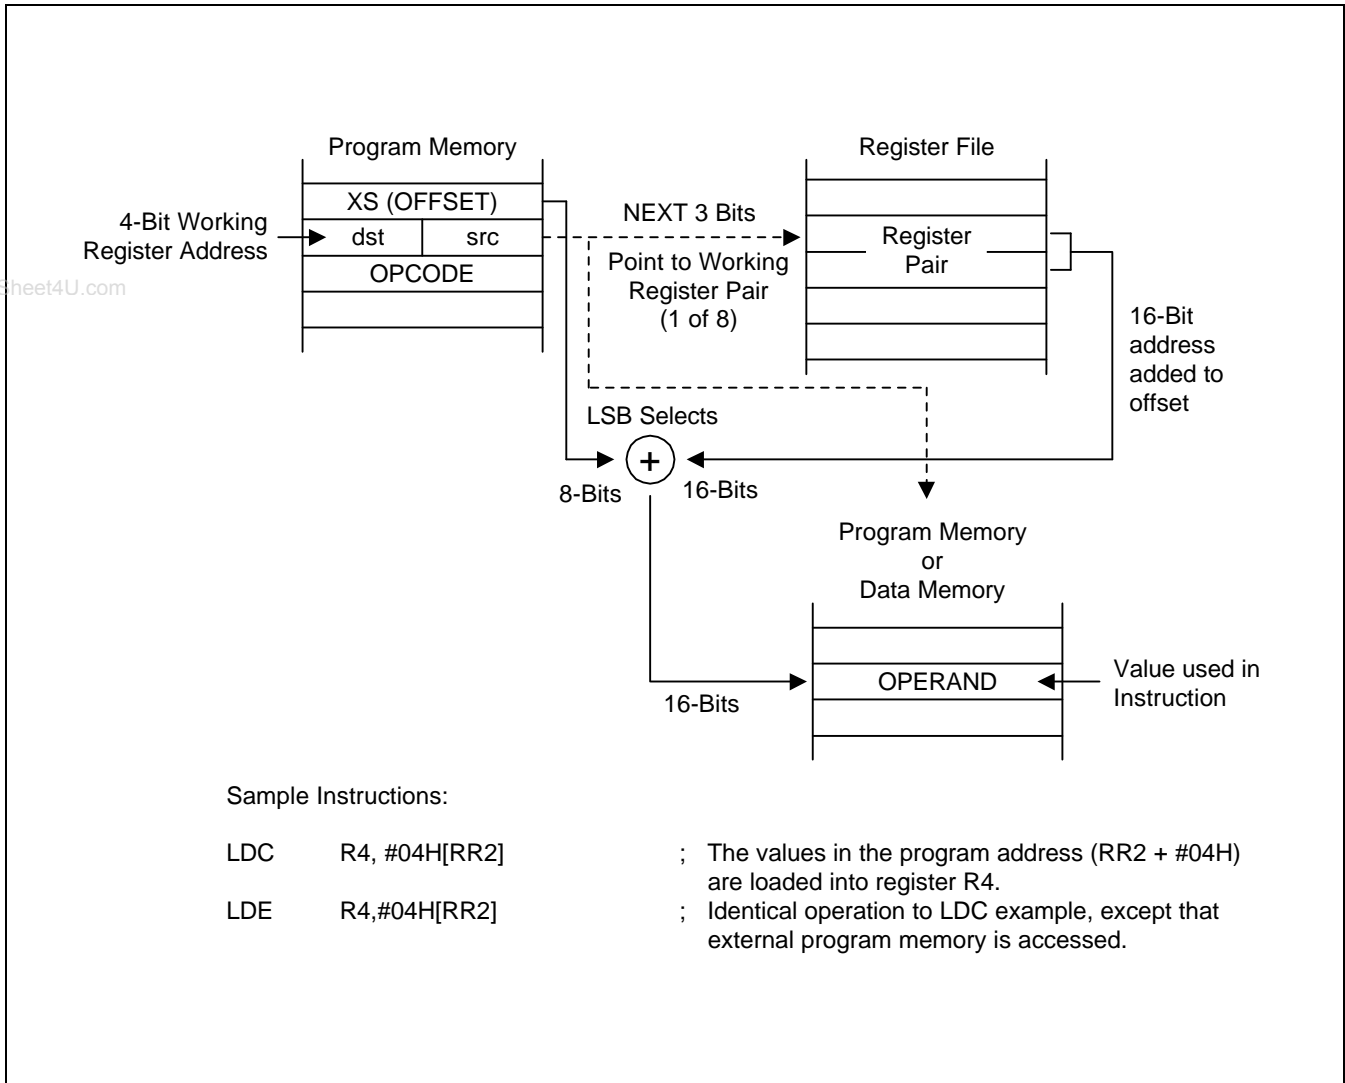 Program Memory
Register File
XS (OFFSET)
4-Bit Working
Register Address
dst
src
OPCODE
NEXT 3 Bits
Point to Working
Register Pair
(1 of 8)
Register
Pair
16-Bit
address
added to
offset
LSB Selects
+
8-Bits
16-Bits
Program Memory
or
Data Memory
OPERAND
16-Bits
Value used in
Instruction
Sheet4U.com
Sample Instructions:
LDC R4, #04H[RR2] ; The values in the program address (RR2 + #04H)
are loaded into register R4.
LDE R4,#04H[RR2] ; Identical operation to LDC example, except that
external program memory is accessed.